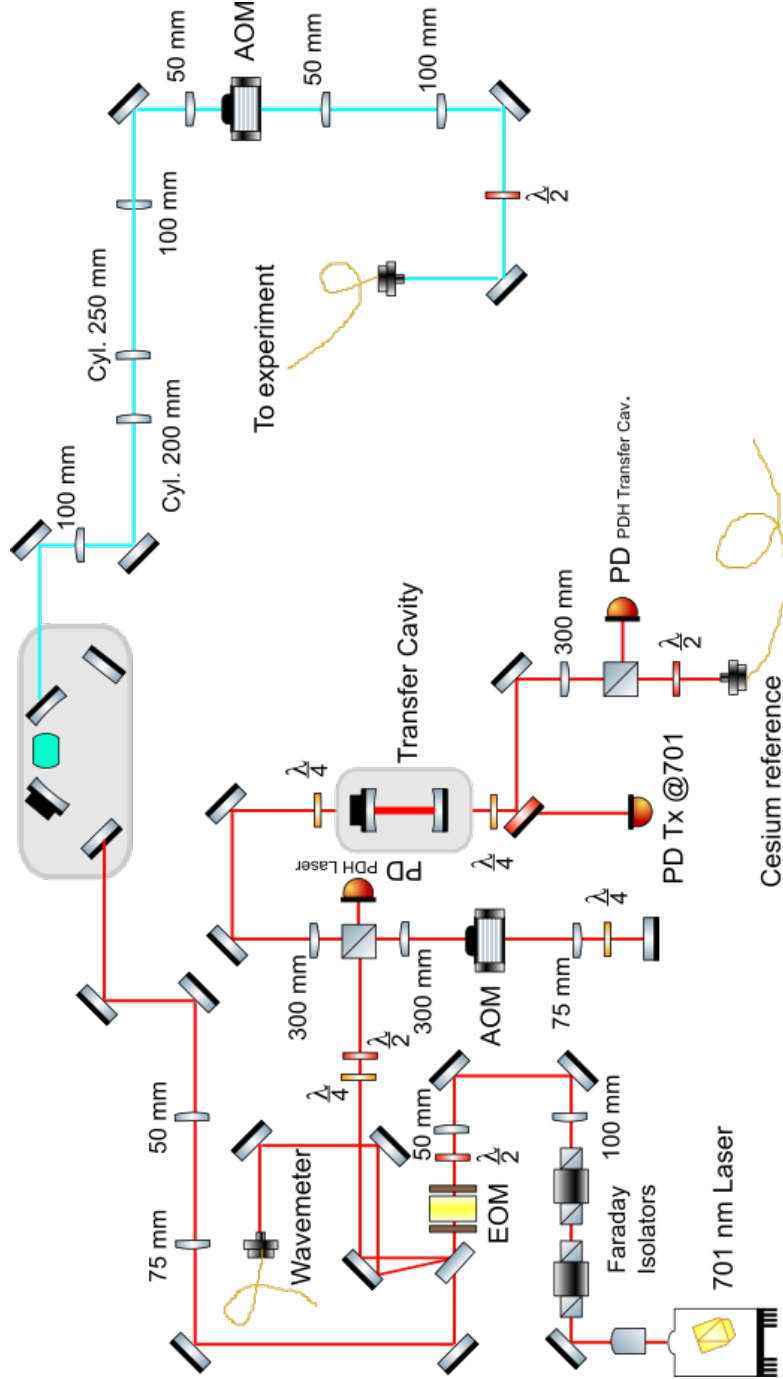 50 mm
AOM
50 mm
100 mm
λ/2
100 mm
Cyl. 250 mm
Cyl. 200 mm
100 mm
To experiment
PD PDH Transfer Cav.
300 mm
λ/2
Cesium reference
Transfer Cavity
λ/4
λ/4
PD Tx @701
PD
PDH Laser
300 mm
300 mm
AOM
75 mm
λ/4
λ/2
λ/4
50 mm
75 mm
Wavemeter
50 mm
λ/2
EOM
100 mm
Faraday
Isolators
701 nm Laser